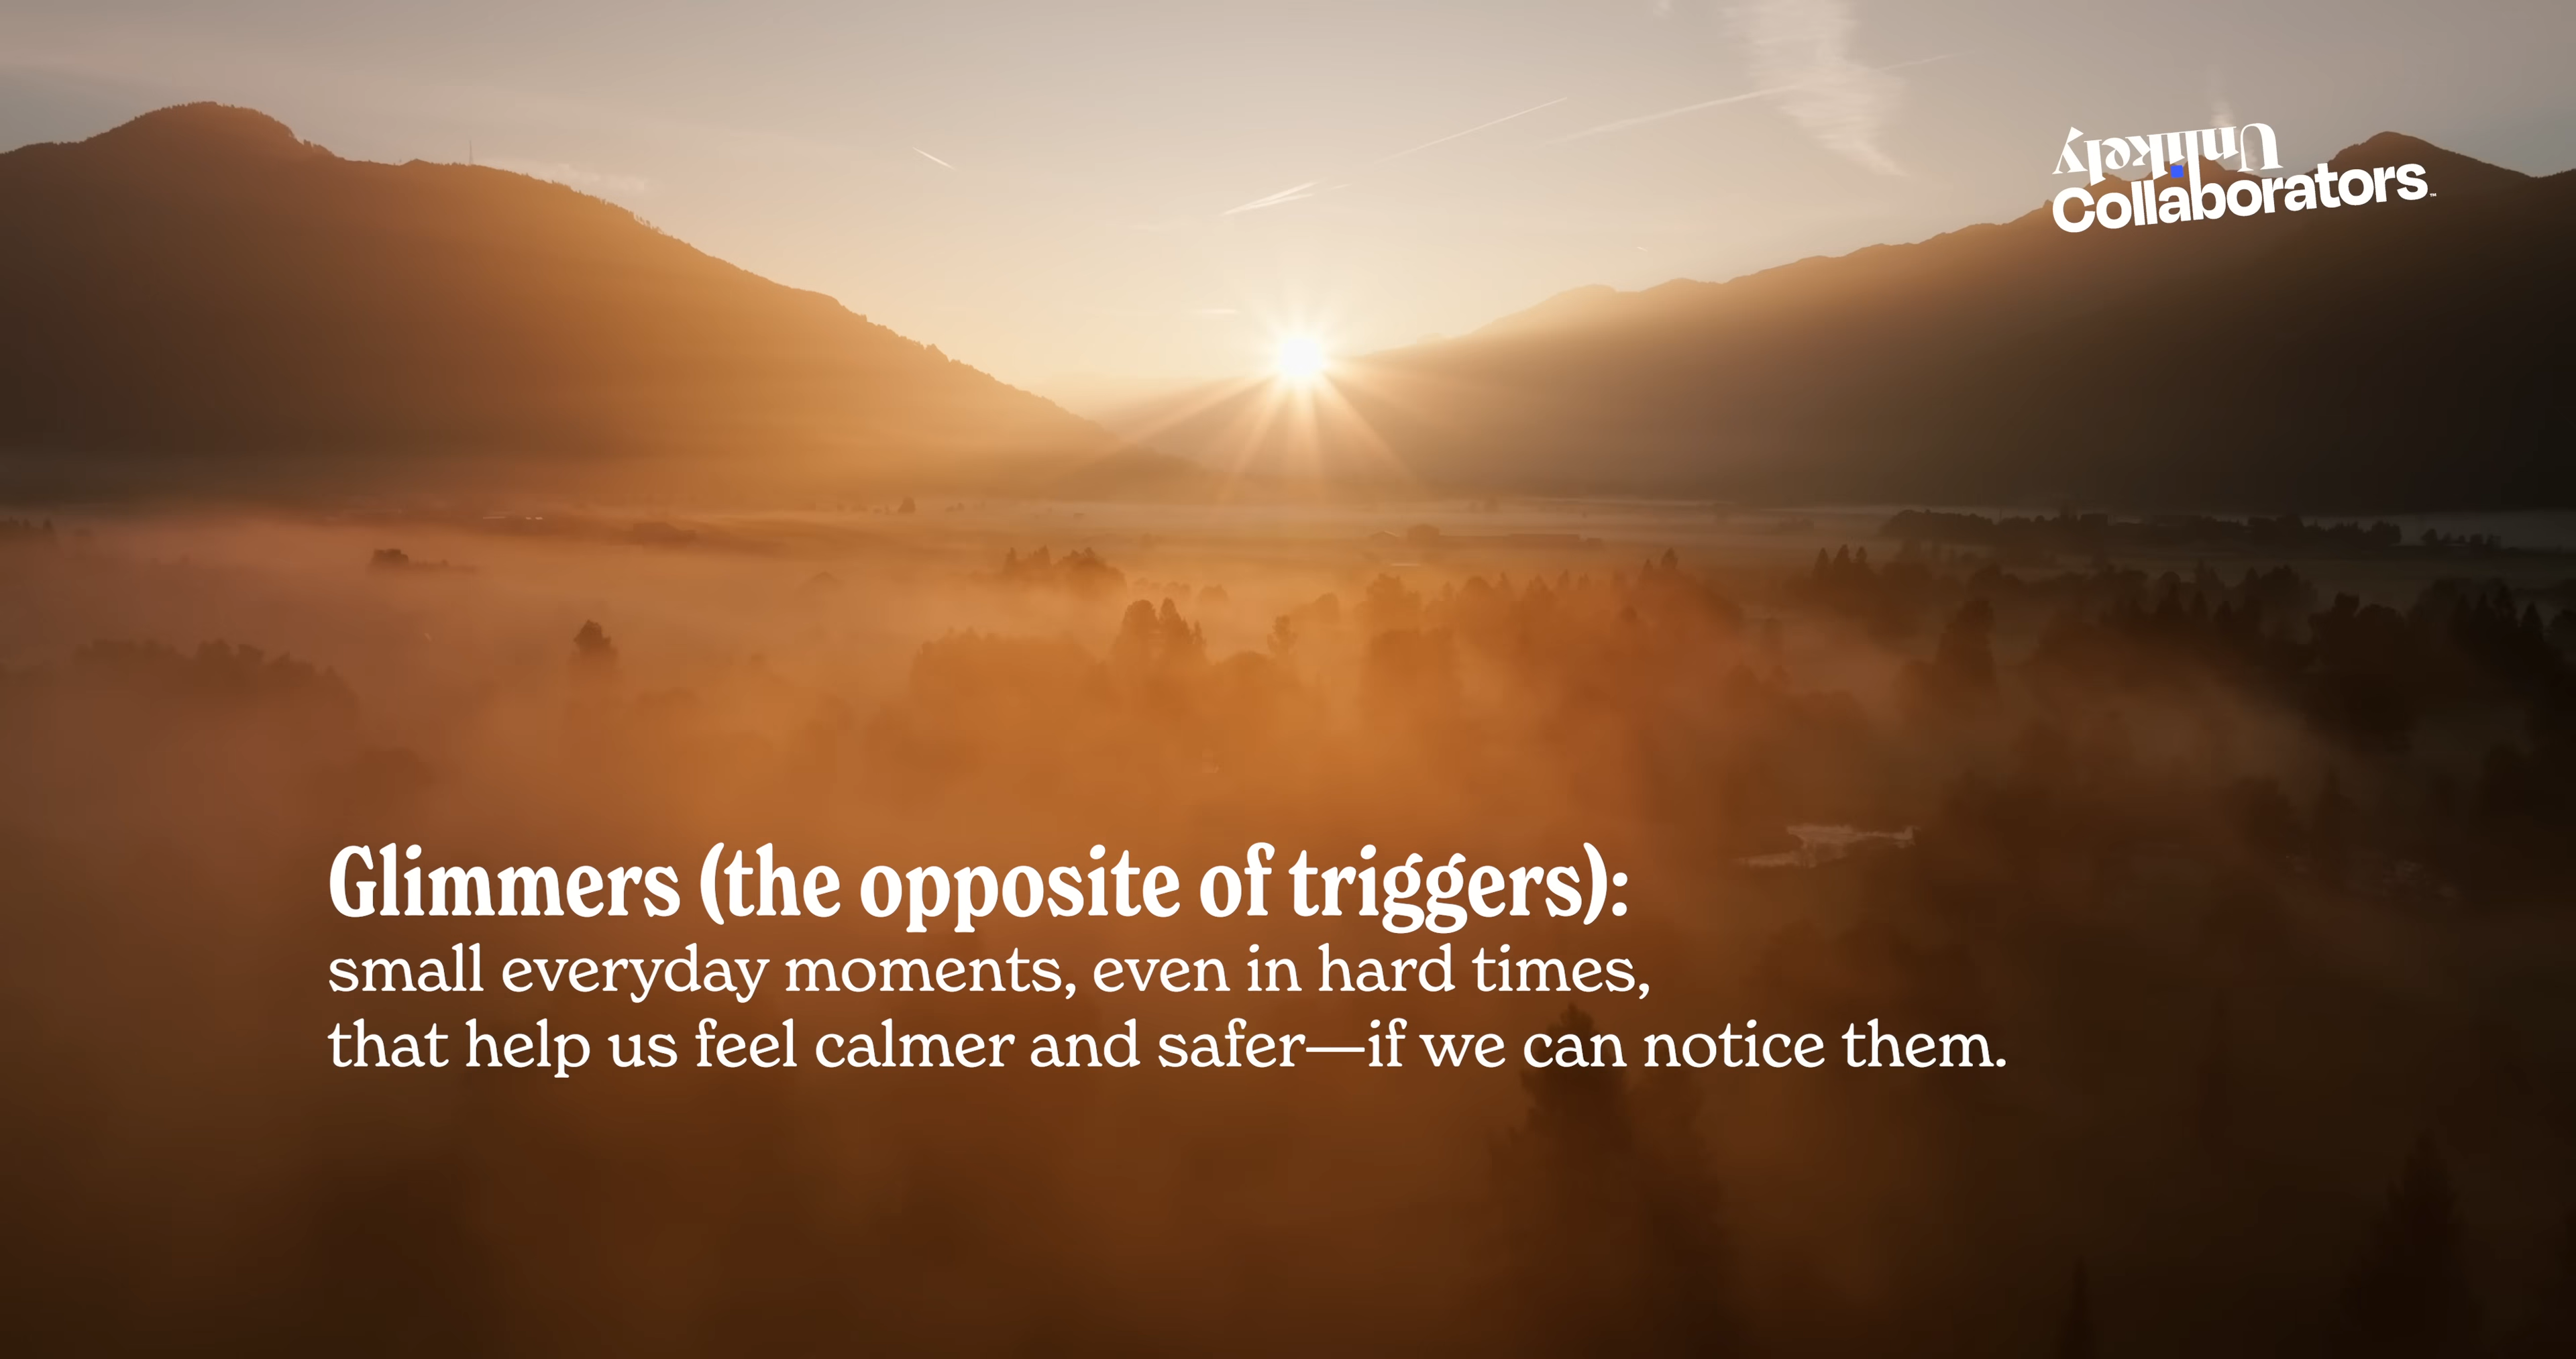 Unlikely
Collaborators™
Glimmers (the opposite of triggers):
small everyday moments, even in hard times,
that help us feel calmer and safer—if we can notice them.